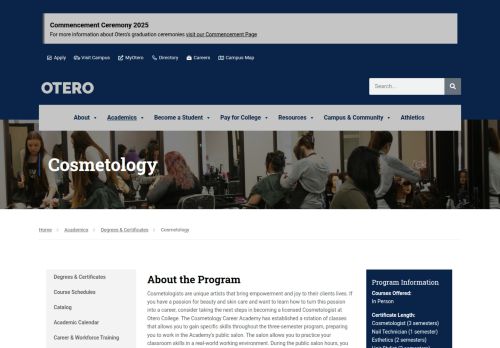 Commencement Ceremony 2025
For more information about Otero's graduation ceremonies visit our Commencement Page
Apply Visit Campus MyOtero Directory Careers Campus Map
OTERO
Search...
About Academics Become a Student Pay for College Resources Campus & Community Athletics
Cosmetology
Home Academics Degrees & Certificates Cosmetology
Degrees & Certificates
Course Schedules
Catalog
Academic Calendar
Career & Workforce Training
About the Program
Cosmetologists are unique artists that bring empowerment and joy to their clients lives. If
you have a passion for beauty and skin care and want to learn how to turn this passion
into a career, consider taking the next steps in becoming a licensed Cosmetologist at
Otero College. The Cosmetology Career Academy has established a rotation of classes
that allows you to gain specific skills throughout the three-semester program, preparing
you to work in the Academy's public salon. The salon allows you to practice your
classroom skills in a real-world working environment. During the public salon hours, you
Program Information
Courses Offered:
In Person
Certificate Length:
Cosmetologist (3 semesters)
Nail Technician (1 semester)
Esthetics (2 semesters)